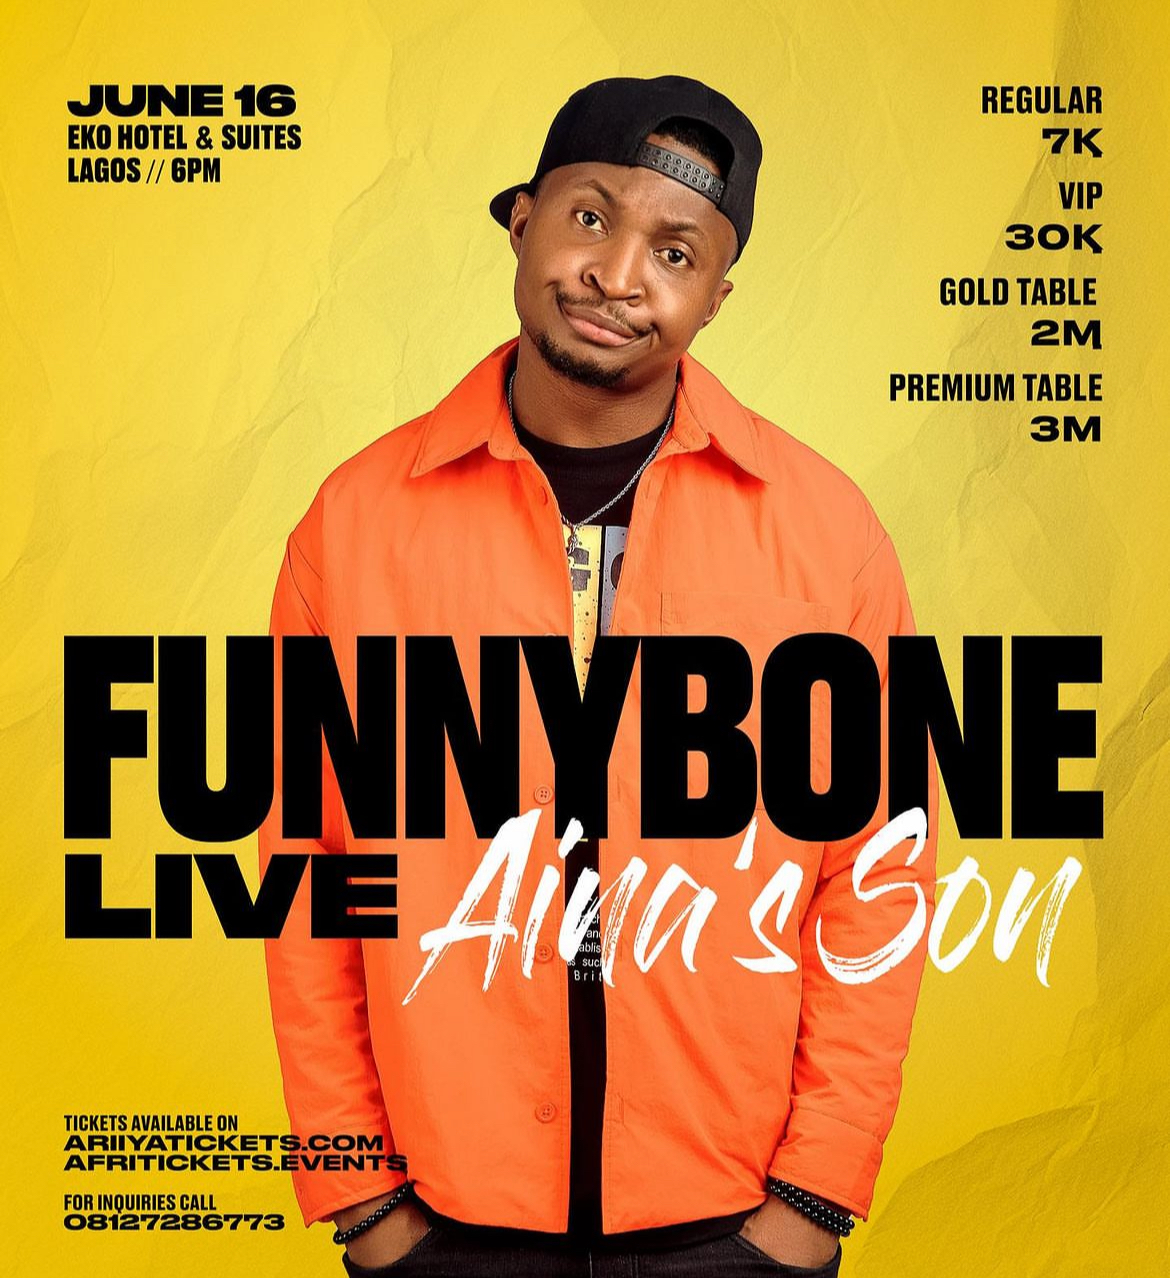 JUNE 16
EKO HOTEL & SUITES
LAGOS // 6PM
REGULAR
7K
VIP
30K
GOLD TABLE
2M
PREMIUM TABLE
3M
FUNNYBONE
LIVE Aina's Son
TICKETS AVAILABLE ON
ARIIYATICKETS.COM
AFRITICKETS.EVENTS
FOR INQUIRIES CALL
08127286773